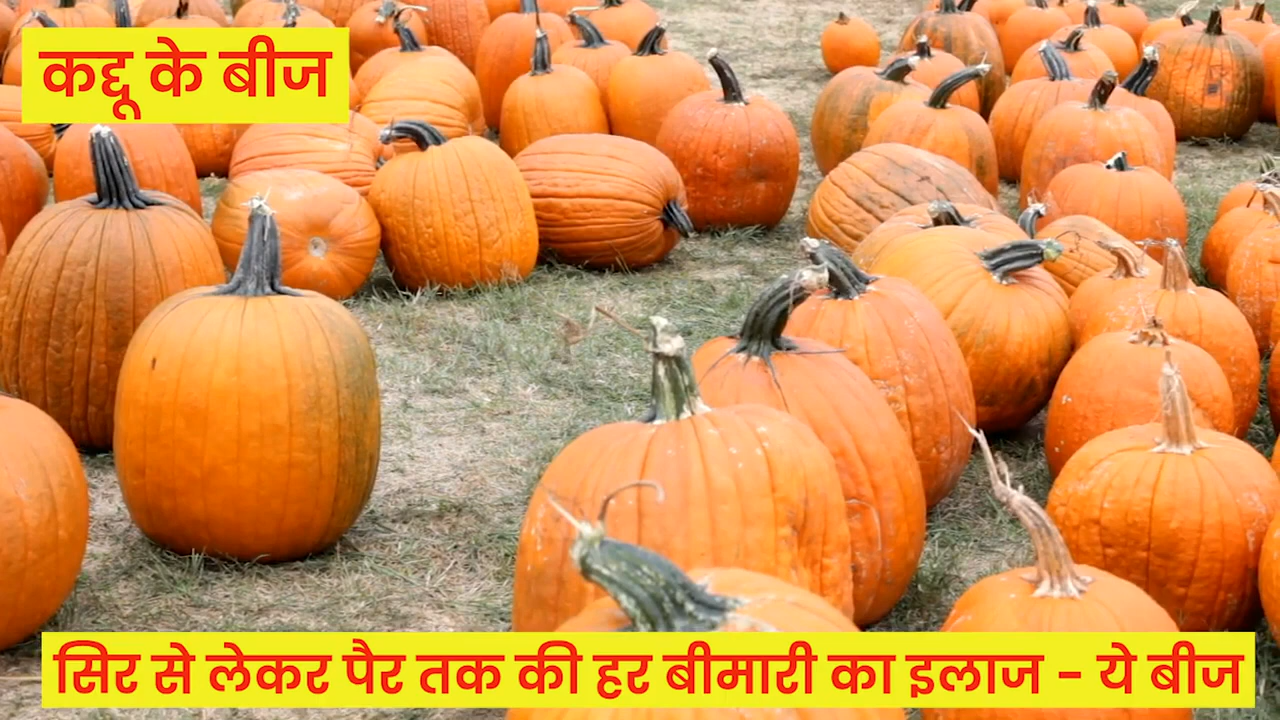 कद्दू के बीज
सिर से लेकर पैर तक की हर बीमारी का इलाज - ये बीज